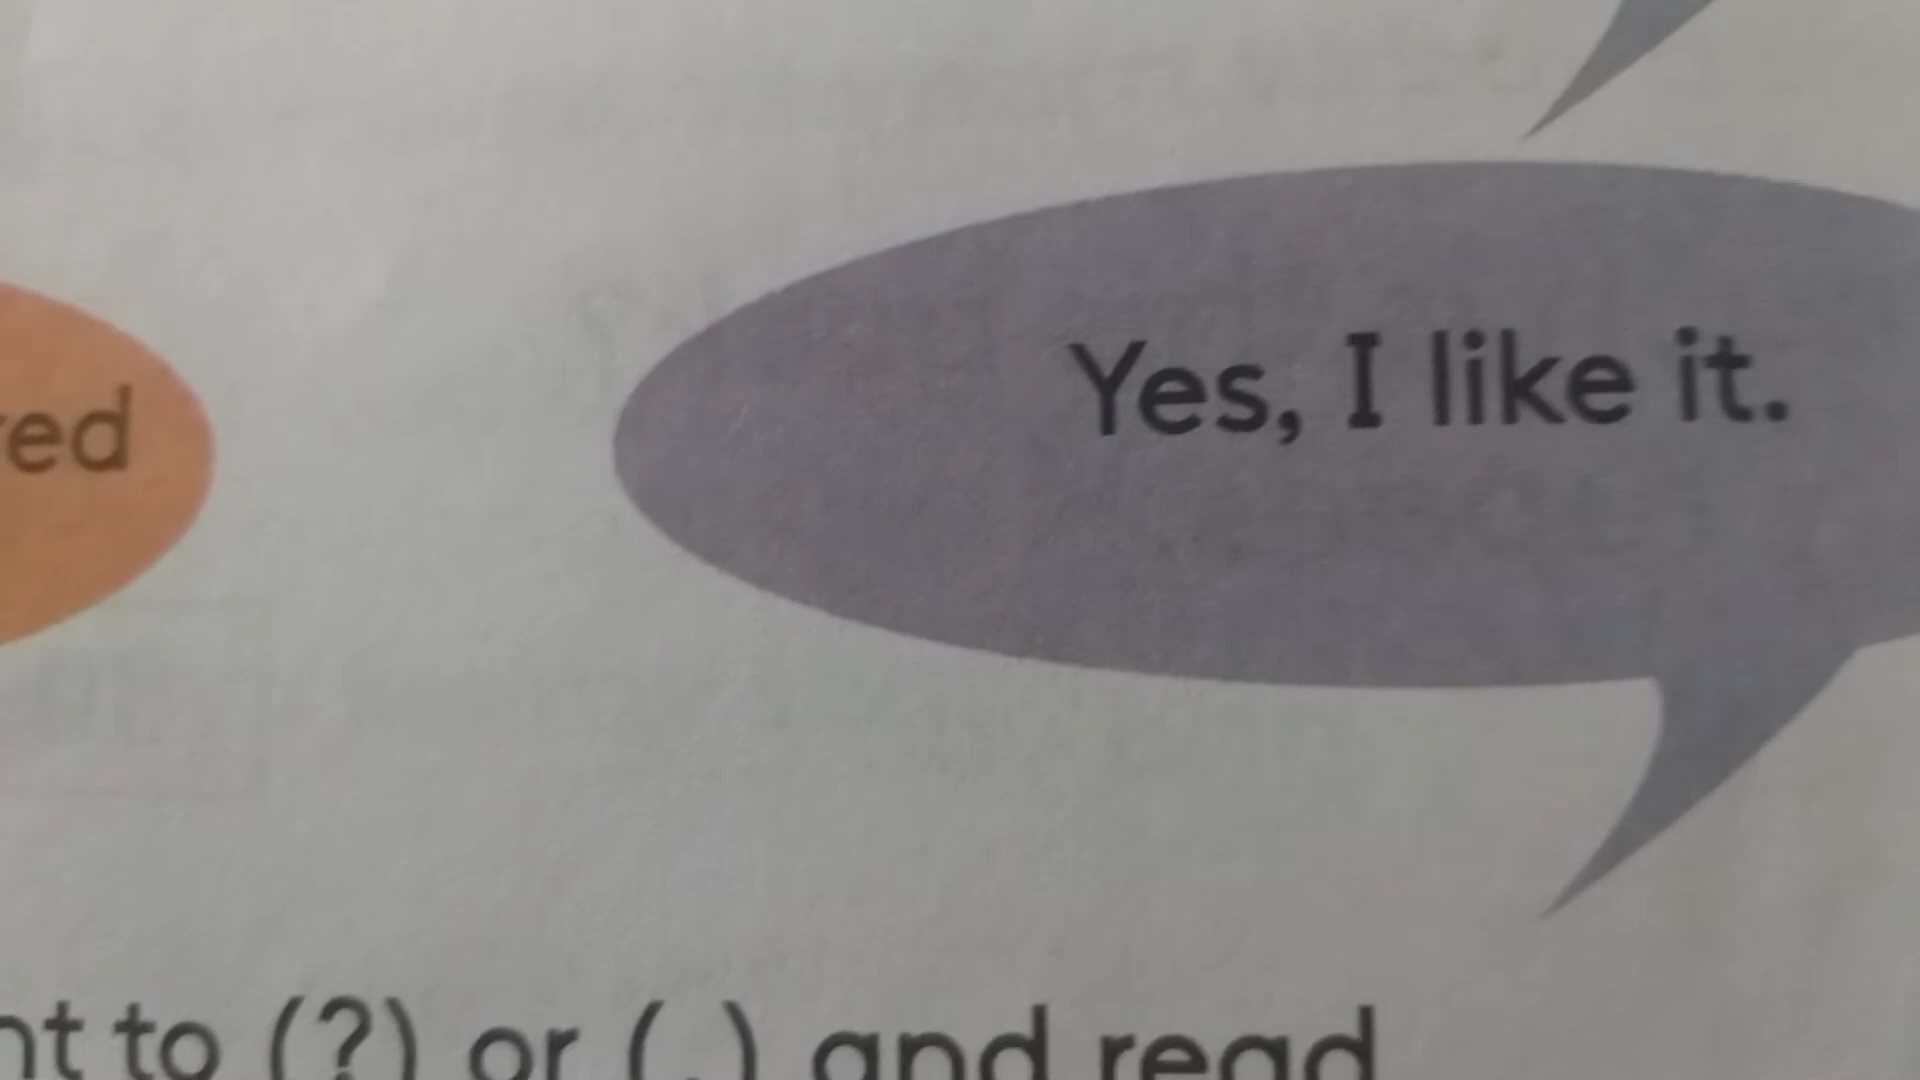 Yes, I like it.
red
nt to (?) or (.) and read